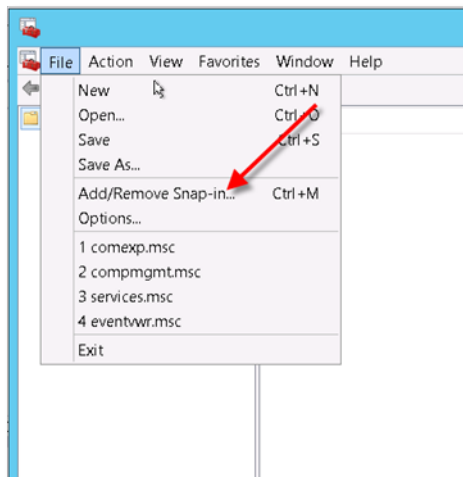 File Action View Favorites Window Help
New Ctrl+N
Open... Ctrl+O
Save Ctrl+S
Save As...
Add/Remove Snap-in... Ctrl+M
Options...
1 comexp.msc
2 compmgmt.msc
3 services.msc
4 eventvwr.msc
Exit